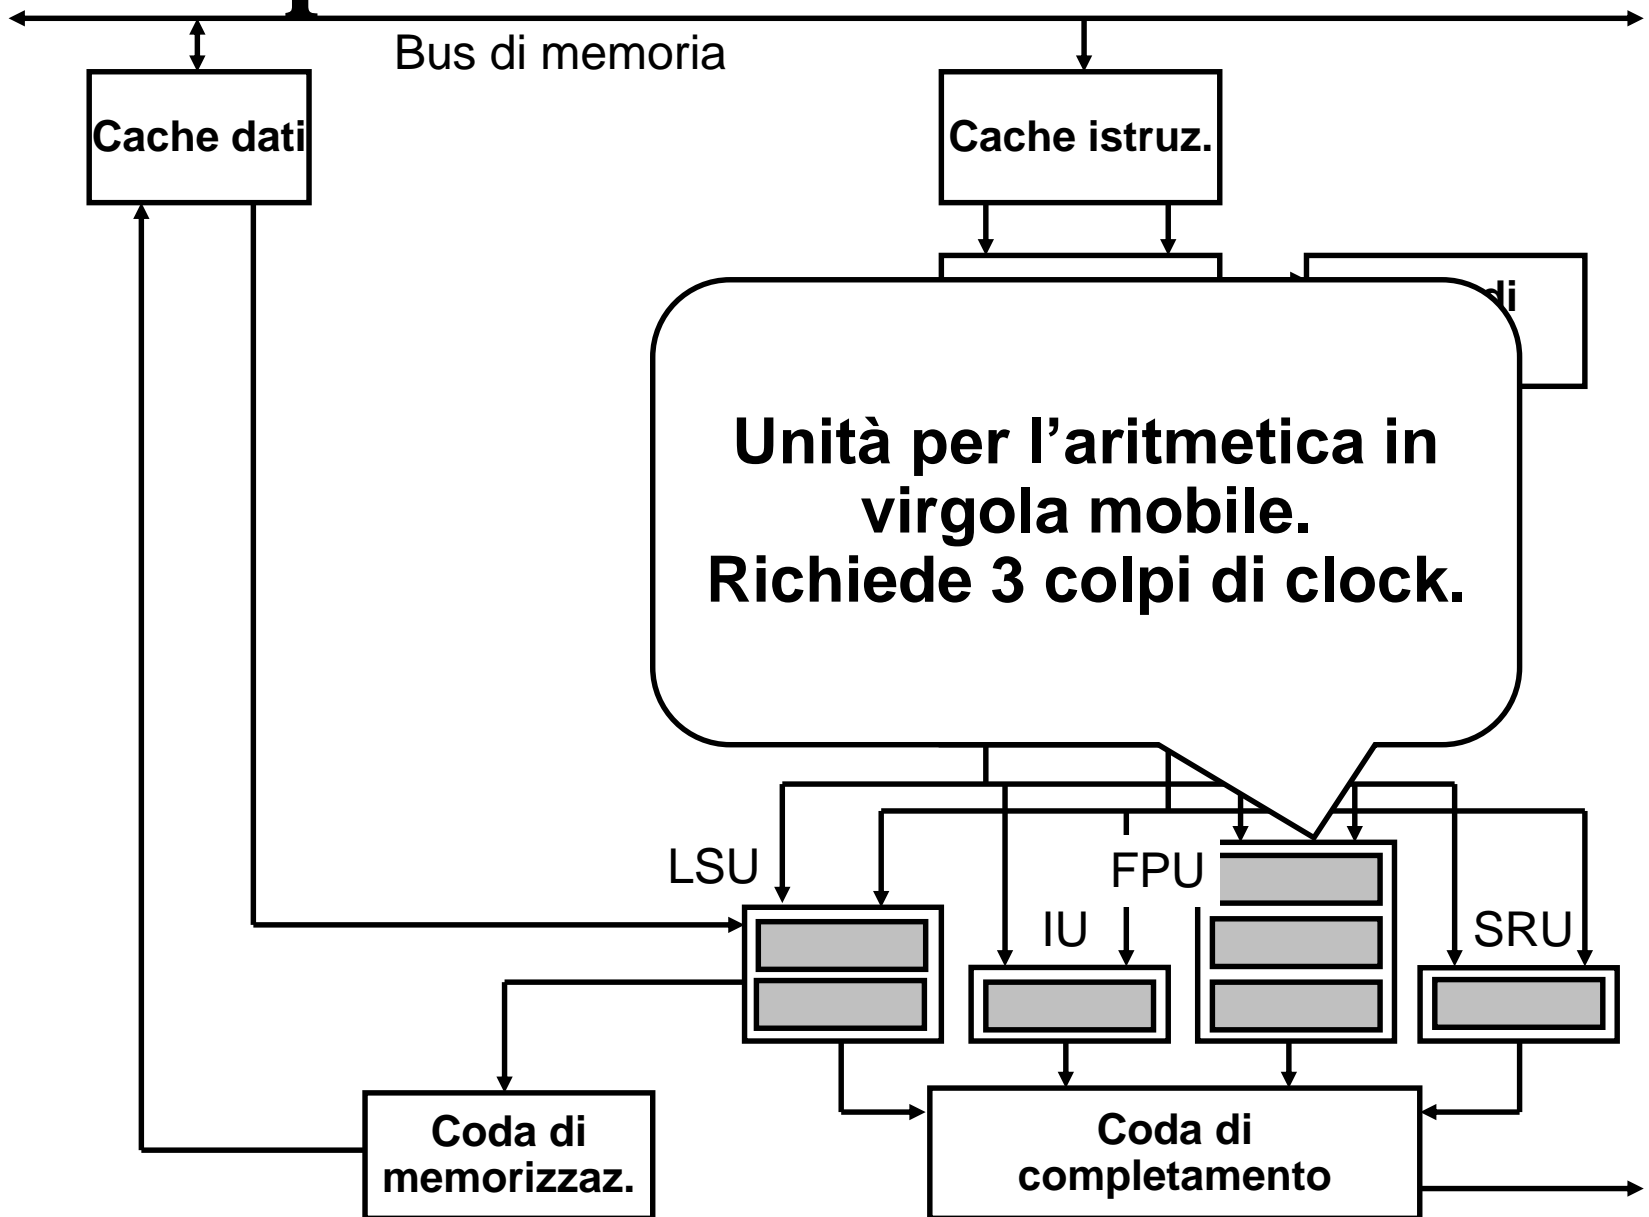 Bus di memoria
Cache dati
Cache istruz.
di
Unità per l’aritmetica in
virgola mobile.
Richiede 3 colpi di clock.
LSU
FPU
IU
SRU
Coda di
memorizzaz.
Coda di
completamento